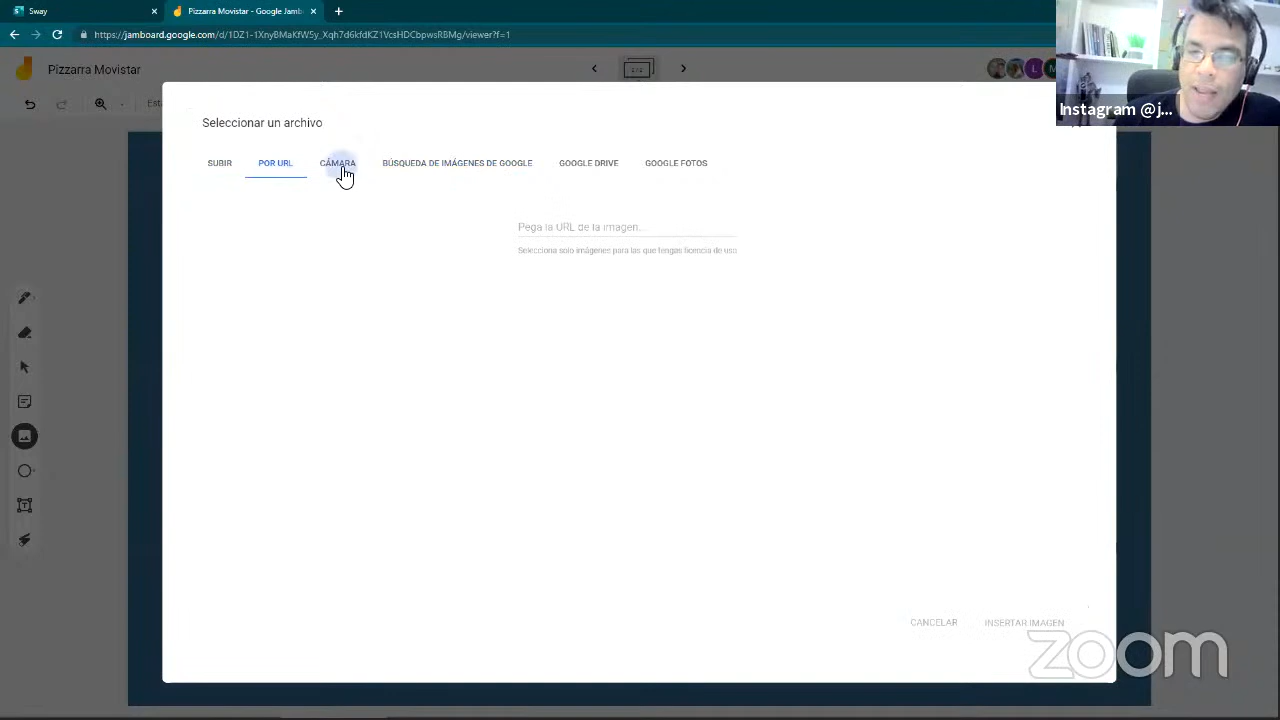 Sway
Pizzarra Movistar - Google Jamb
https://jamboard.google.com/d/1DZ1-1XnyBMaKfW5y_Xqh7d6kfdKZ1VcsHDCbpwsRBMg/viewer?f=1
Pizzarra Movistar
Instagram @j...
Seleccionar un archivo
SUBIR POR URL CÁMARA BÚSQUEDA DE IMÁGENES DE GOOGLE GOOGLE DRIVE GOOGLE FOTOS
Pega la URL de la imagen...
Selecciona solo imágenes para las que tengas licencia de uso
CANCELAR INSERTAR IMAGEN
zoom